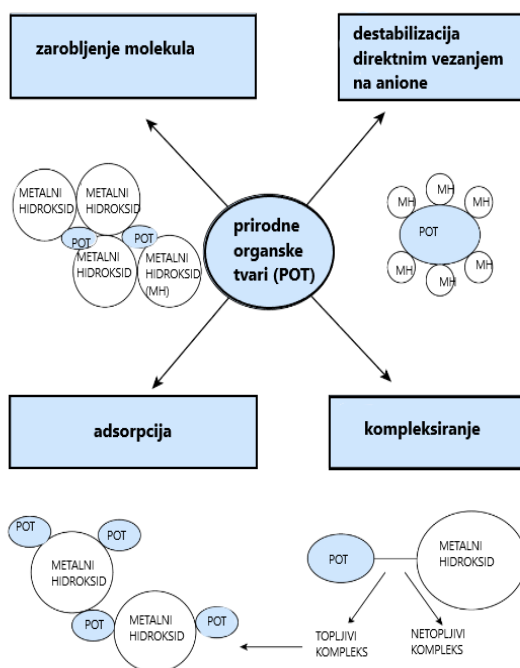 zarobljenje molekula
destabilizacija
direktnim vezanjem
na anione
METALNI
HIDROKSID
METALNI
HIDROKSID
POT
POT
METALNI
HIDROKSID
METALNI
HIDROKSID
(MH)
prirodne
organske
tvari (POT)
MH
MH
MH
POT
MH
MH
MH
adsorpcija
kompleksiranje
POT
POT
METALNI
HIDROKSID
POT
METALNI
HIDROKSID
POT
POT
METALNI
HIDROKSID
TOPLJIVI
KOMPLEKS
NETOPLJIVI
KOMPLEKS